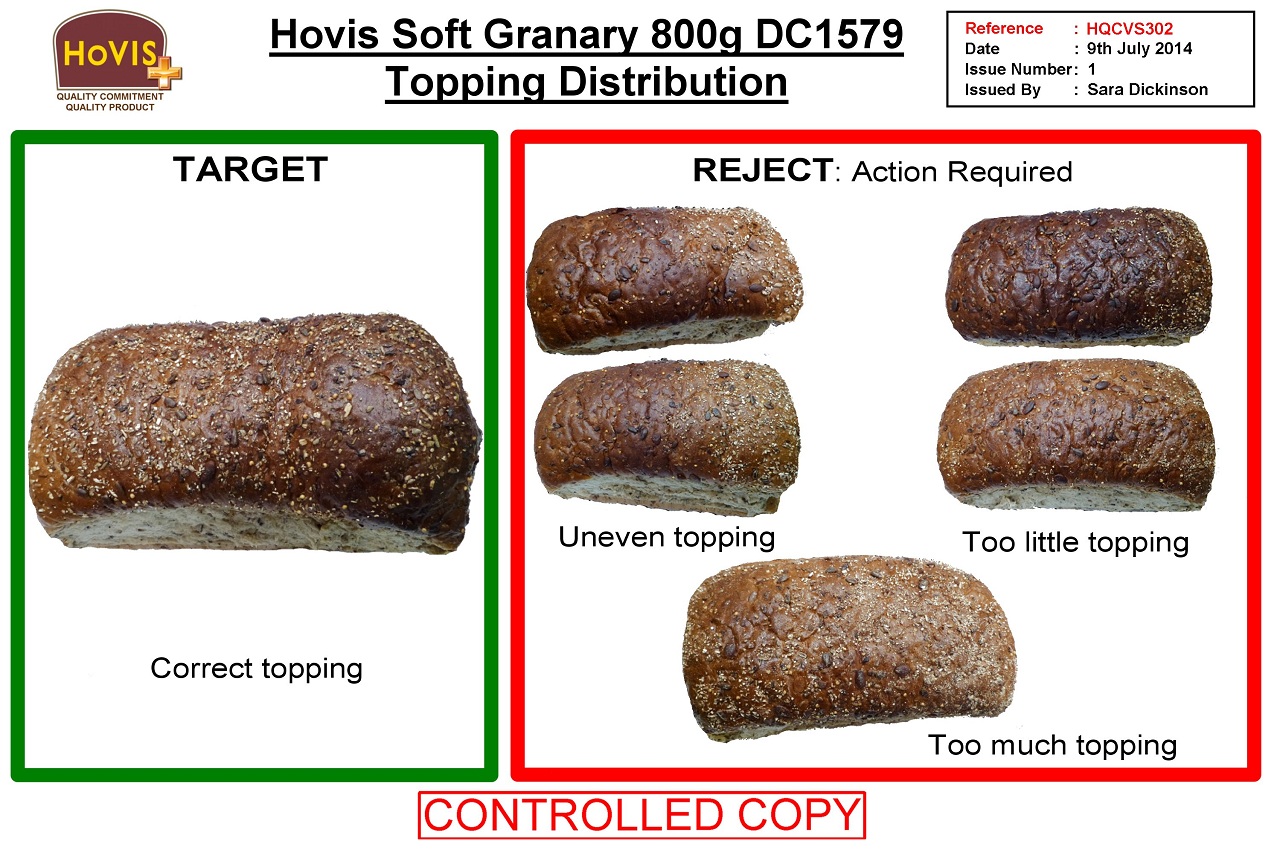 HOVIS
QUALITY COMMITMENT
QUALITY PRODUCT
Hovis Soft Granary 800g DC1579
Topping Distribution
Reference : HQCVS302
Date : 9th July 2014
Issue Number: 1
Issued By : Sara Dickinson
TARGET
Correct topping
REJECT: Action Required
Uneven topping
Too little topping
Too much topping
CONTROLLED COPY